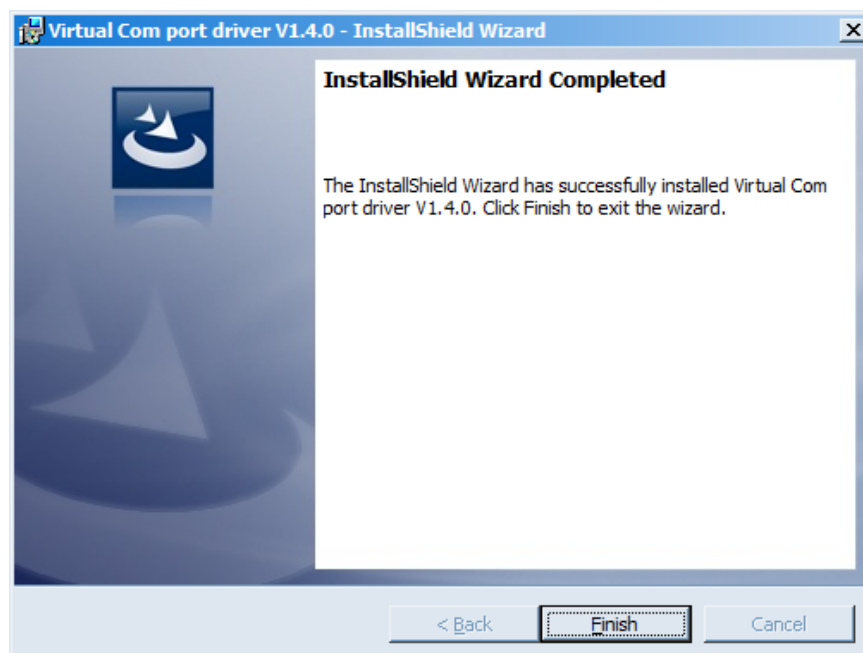 Virtual Com port driver V1.4.0 - InstallShield Wizard
InstallShield Wizard Completed
The InstallShield Wizard has successfully installed Virtual Com
port driver V1.4.0. Click Finish to exit the wizard.
< Back Finish Cancel